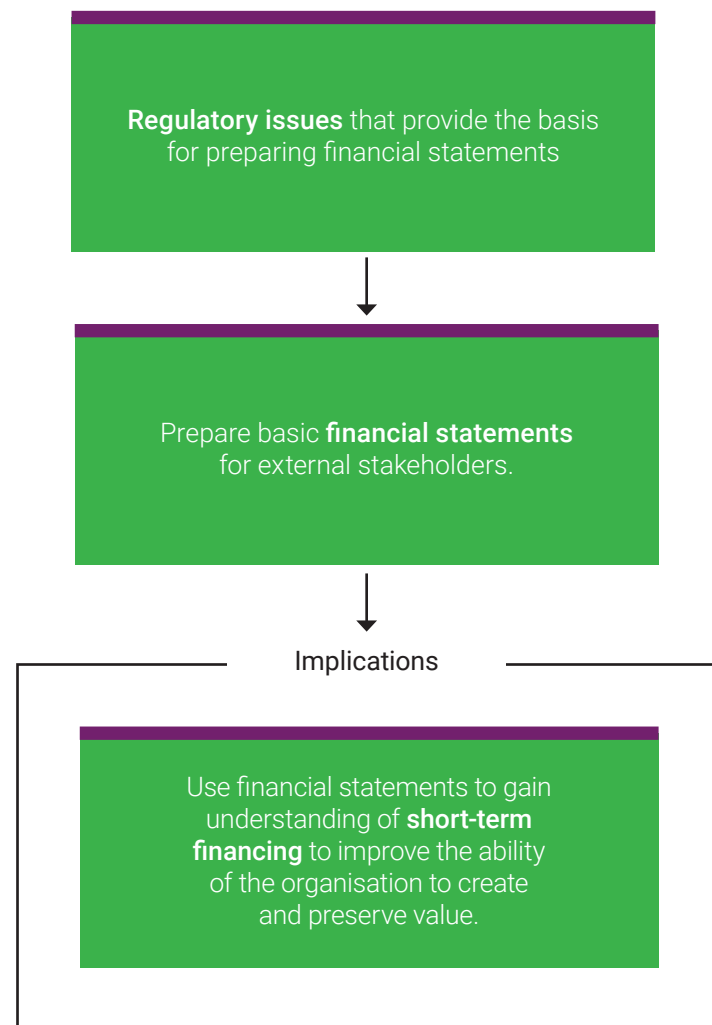 Regulatory issues that provide the basis
for preparing financial statements
Prepare basic financial statements
for external stakeholders.
Implications
Use financial statements to gain
understanding of short-term
financing to improve the ability
of the organisation to create
and preserve value.